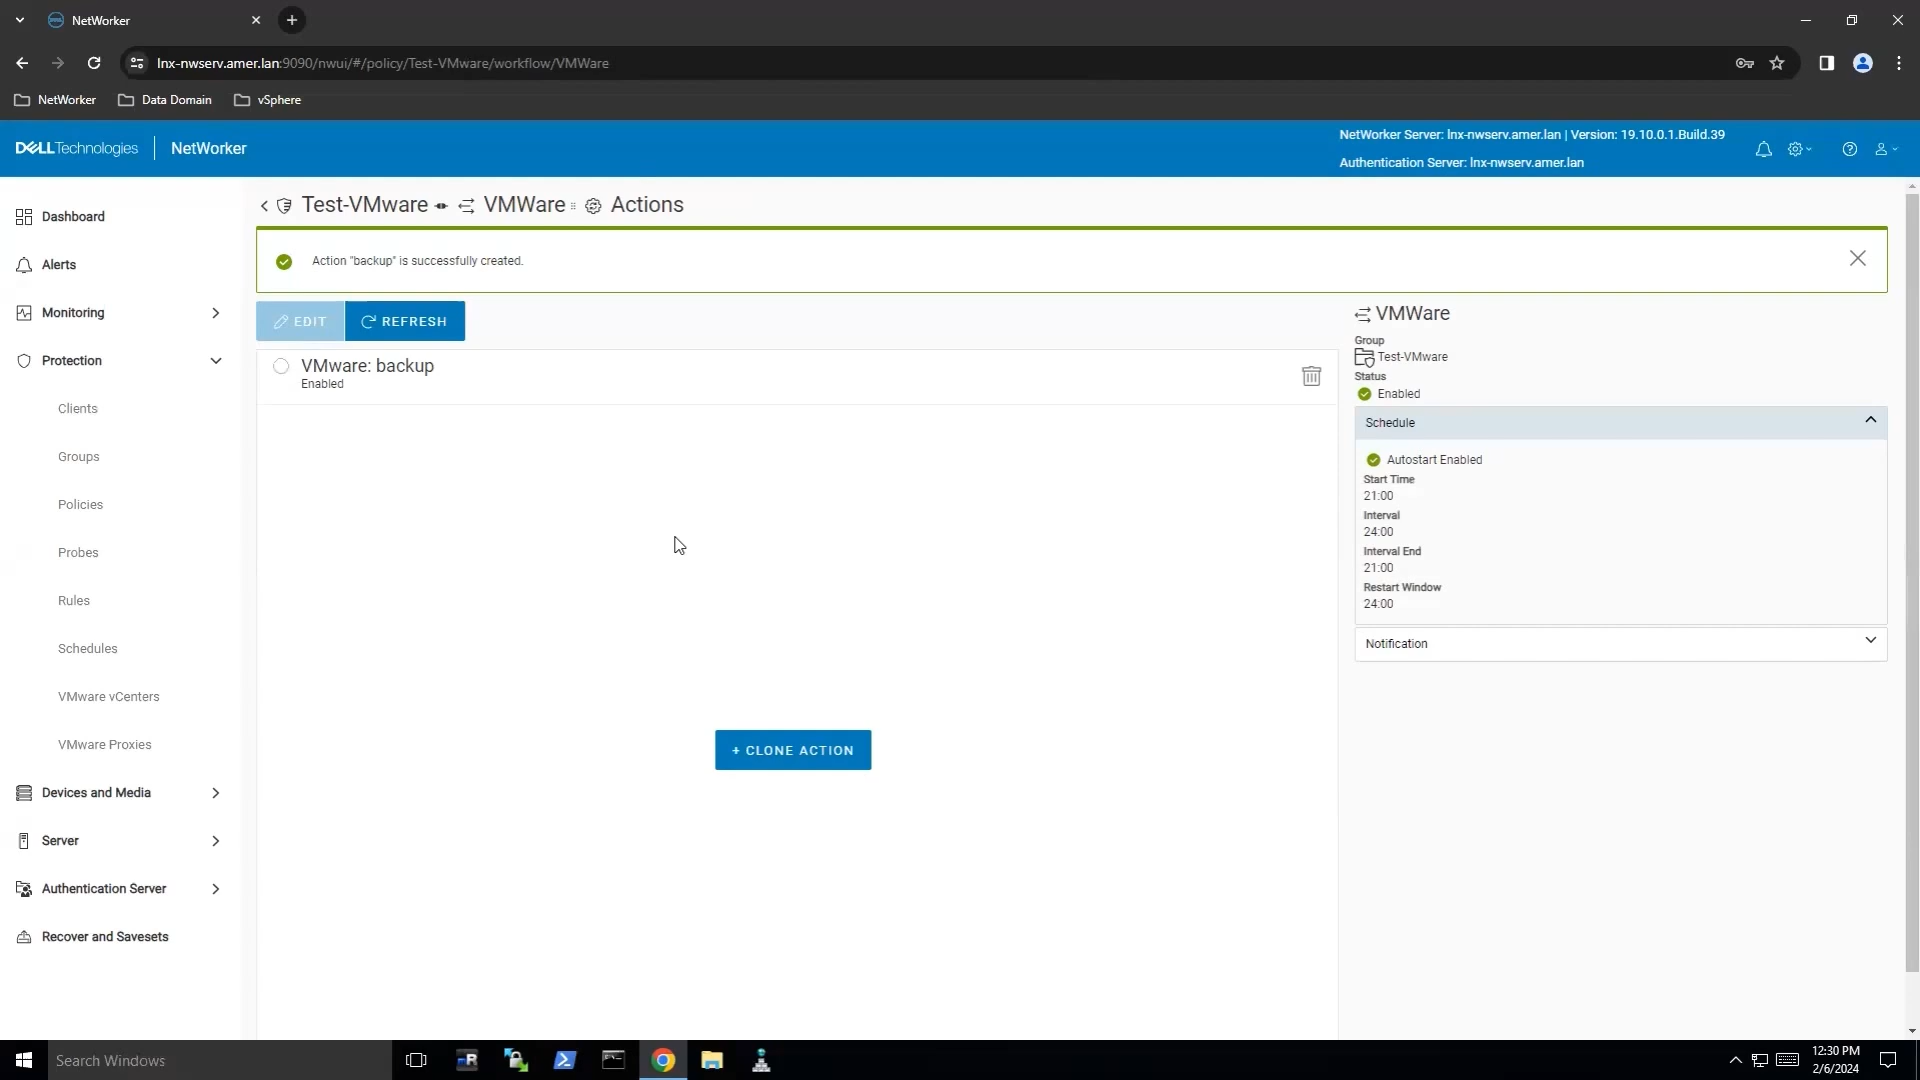 NetWorker
lnx-nwserv.amer.lan:9090/nwui/#/policy/Test-VMware/workflow/VMWare
NetWorker
Data Domain
vSphere
DELLTechnologies
NetWorker
NetWorker Server: lnx-nwserv.amer.lan | Version: 19.10.0.1.Build.39
Authentication Server: lnx-nwserv.amer.lan
Dashboard
Alerts
Monitoring
Protection
Clients
Groups
Policies
Probes
Rules
Schedules
VMware vCenters
VMware Proxies
Devices and Media
Server
Authentication Server
Recover and Savesets
Test-VMware VMWare Actions
Action "backup" is successfully created.
EDIT
REFRESH
VMware: backup
Enabled
+ CLONE ACTION
VMWare
Group
Test-VMware
Status
Enabled
Schedule
Autostart Enabled
Start Time
21:00
Interval
24:00
Interval End
21:00
Restart Window
24:00
Notification
Search Windows
12:30 PM
2/6/2024